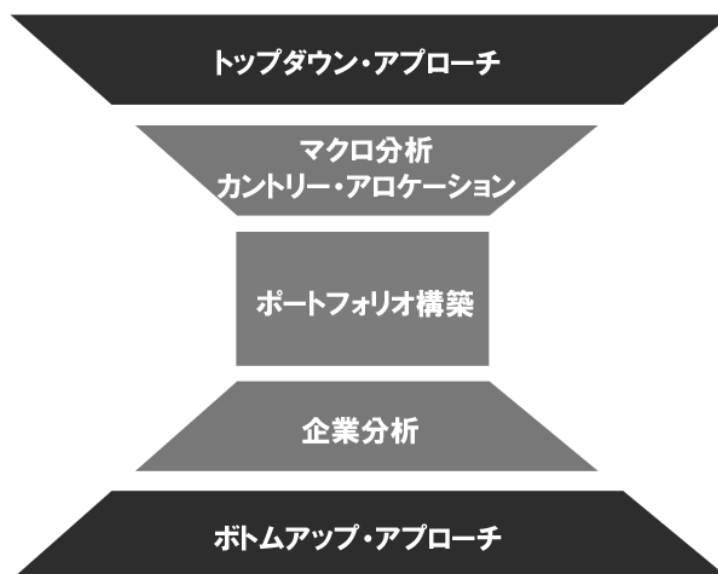 トップダウン・アプローチ
マクロ分析
カントリー・アロケーション
ポートフォリオ構築
企業分析
ボトムアップ・アプローチ